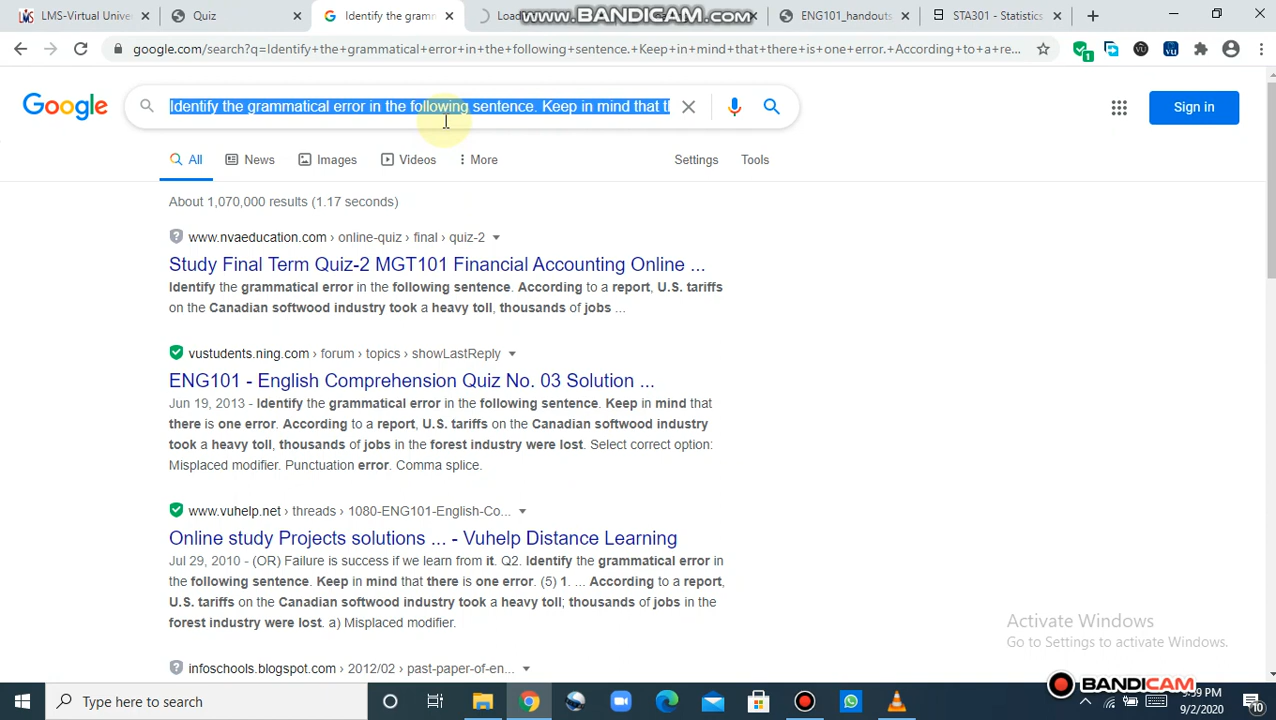 LMS-Virtual Unive
Quiz
Identify the gramm
Load
www.BANDICAM.com
ENG101_handouts
STA301 - Statistics
google.com/search?q=Identify+the+grammatical+error+in+the+following+sentence.+Keep+in+mind+that+there+is+one+error.+According+to+a+re...
1
VU
vu
Google
Identify the grammatical error in the following sentence. Keep in mind that th
Sign in
All
News
Images
Videos
More
Settings
Tools
About 1,070,000 results (1.17 seconds)
www.nvaeducation.com › online-quiz › final › quiz-2
Study Final Term Quiz-2 MGT101 Financial Accounting Online ...
Identify the grammatical error in the following sentence. According to a report, U.S. tariffs
on the Canadian softwood industry took a heavy toll, thousands of jobs ...
vustudents.ning.com › forum › topics › showLastReply
ENG101 - English Comprehension Quiz No. 03 Solution ...
Jun 19, 2013 - Identify the grammatical error in the following sentence. Keep in mind that
there is one error. According to a report, U.S. tariffs on the Canadian softwood industry
took a heavy toll, thousands of jobs in the forest industry were lost. Select correct option:
Misplaced modifier. Punctuation error. Comma splice.
www.vuhelp.net › threads › 1080-ENG101-English-Co...
Online study Projects solutions ... - Vuhelp Distance Learning
Jul 29, 2010 - (OR) Failure is success if we learn from it. Q2. Identify the grammatical error in
the following sentence. Keep in mind that there is one error. (5) 1. ... According to a report,
U.S. tariffs on the Canadian softwood industry took a heavy toll; thousands of jobs in the
forest industry were lost. a) Misplaced modifier.
Activate Windows
Go to Settings to activate Windows.
infoschools.blogspot.com › 2012/02 › past-paper-of-en...
BANDICAM
Type here to search
PM
9/2/2020
10